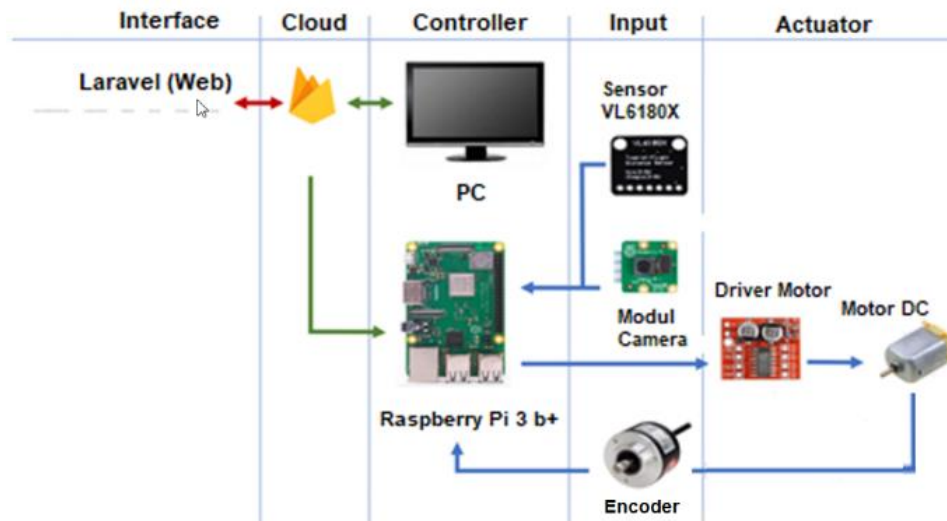 Interface
Cloud
Controller
Input
Actuator
Laravel (Web)
PC
Sensor
VL6180X
VL6180X
Modul
Camera
Driver Motor
Motor DC
Raspberry Pi 3 b+
Encoder